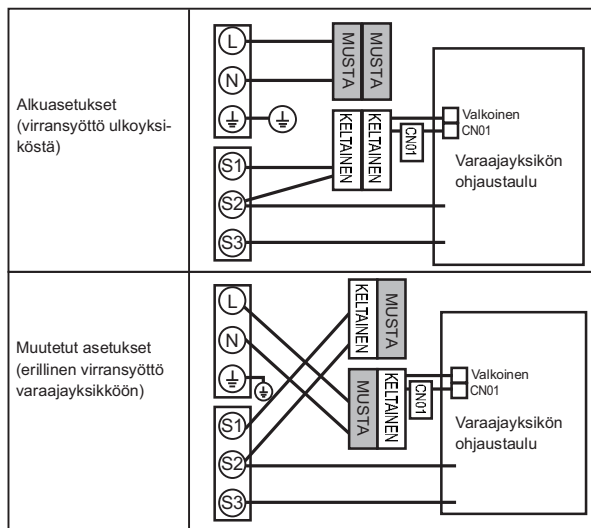 Alkuasetukset
(virransyöttö ulkoyksi-
köstä)
L
N
S1
S2
S3
MUSTA
MUSTA
KELTAINEN
KELTAINEN
CN01
Valkoinen
CN01
Varaajayksikön
ohjaustaulu
Muutetut asetukset
(erillinen virransyöttö
varaajayksikköön)
L
N
S1
S2
S3
KELTAINEN
MUSTA
MUSTA
KELTAINEN
CN01
Valkoinen
CN01
Varaajayksikön
ohjaustaulu